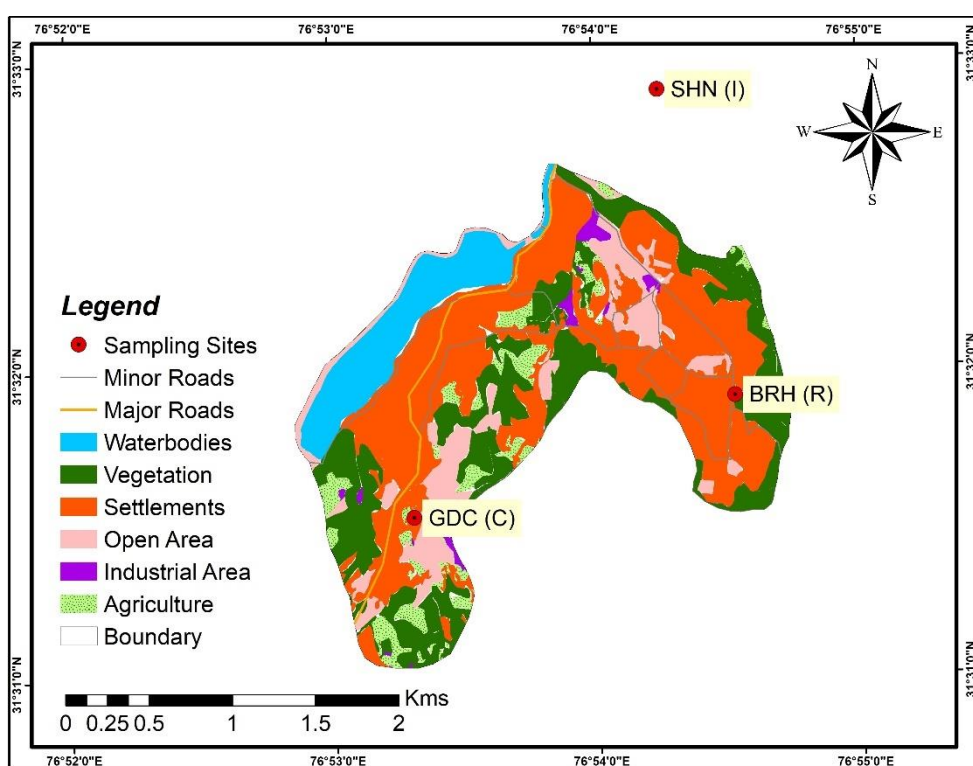 76°52'0"E 76°53'0"E 76°54'0"E 76°55'0"E
31°33'0"N 31°33'0"N
SHN (I)
N
W E
S
Legend
Sampling Sites
Minor Roads
Major Roads
Waterbodies
Vegetation
Settlements
Open Area
Industrial Area
Agriculture
Boundary
31°32'0"N 31°32'0"N
BRH (R)
GDC (C)
31°31'0"N 31°31'0"N
Kms
0 0.25 0.5 1 1.5 2
76°52'0"E 76°53'0"E 76°54'0"E 76°55'0"E